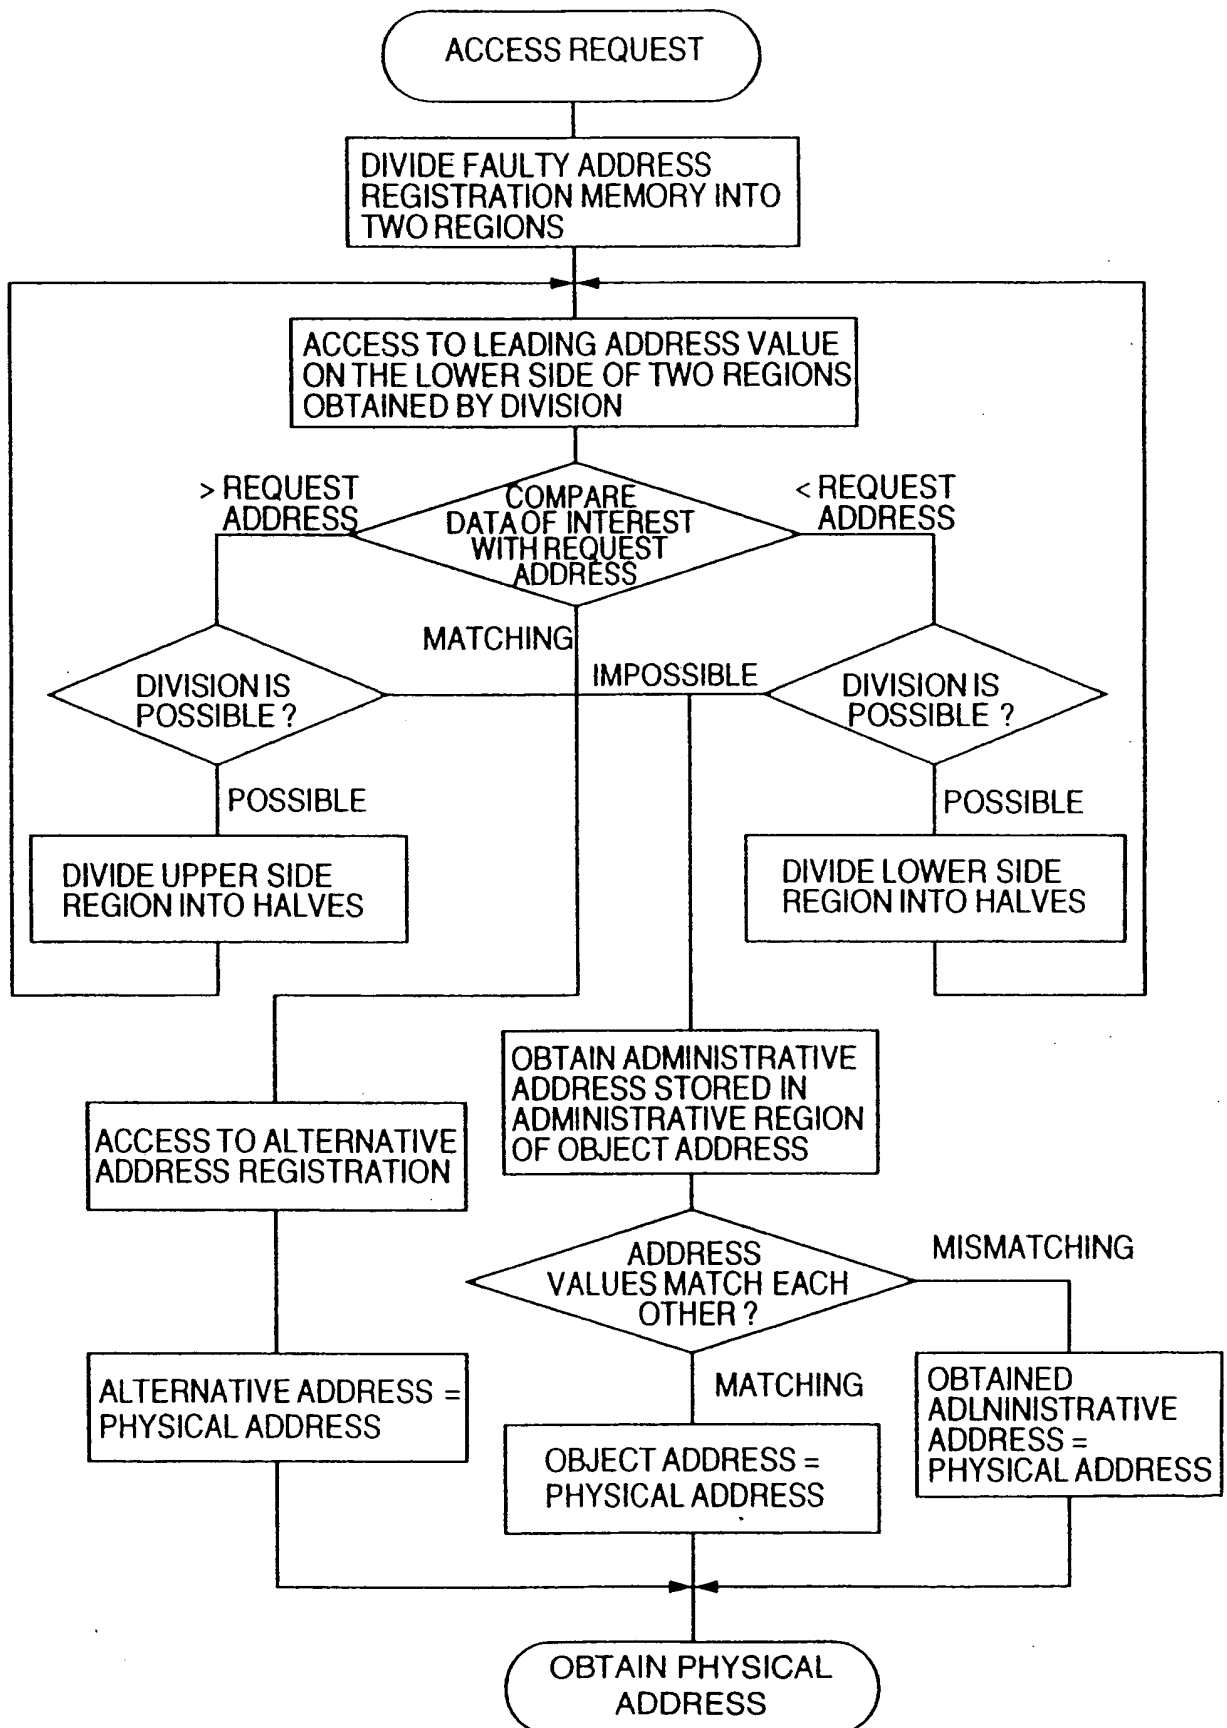 ACCESS REQUEST
DIVIDE FAULTY ADDRESS
REGISTRATION MEMORY INTO
TWO REGIONS
ACCESS TO LEADING ADDRESS VALUE
ON THE LOWER SIDE OF TWO REGIONS
OBTAINED BY DIVISION
> REQUEST
ADDRESS
COMPARE
DATA OF INTEREST
WITH REQUEST
ADDRESS
< REQUEST
ADDRESS
MATCHING
IMPOSSIBLE
DIVISION IS
POSSIBLE ?
DIVISION IS
POSSIBLE ?
POSSIBLE
POSSIBLE
DIVIDE UPPER SIDE
REGION INTO HALVES
DIVIDE LOWER SIDE
REGION INTO HALVES
OBTAIN ADMINISTRATIVE
ADDRESS STORED IN
ADMINISTRATIVE REGION
OF OBJECT ADDRESS
ACCESS TO ALTERNATIVE
ADDRESS REGISTRATION
ADDRESS
VALUES MATCH EACH
OTHER ?
MISMATCHING
MATCHING
ALTERNATIVE ADDRESS =
PHYSICAL ADDRESS
OBJECT ADDRESS =
PHYSICAL ADDRESS
OBTAINED
ADLNINISTRATIVE
ADDRESS =
PHYSICAL ADDRESS
OBTAIN PHYSICAL
ADDRESS